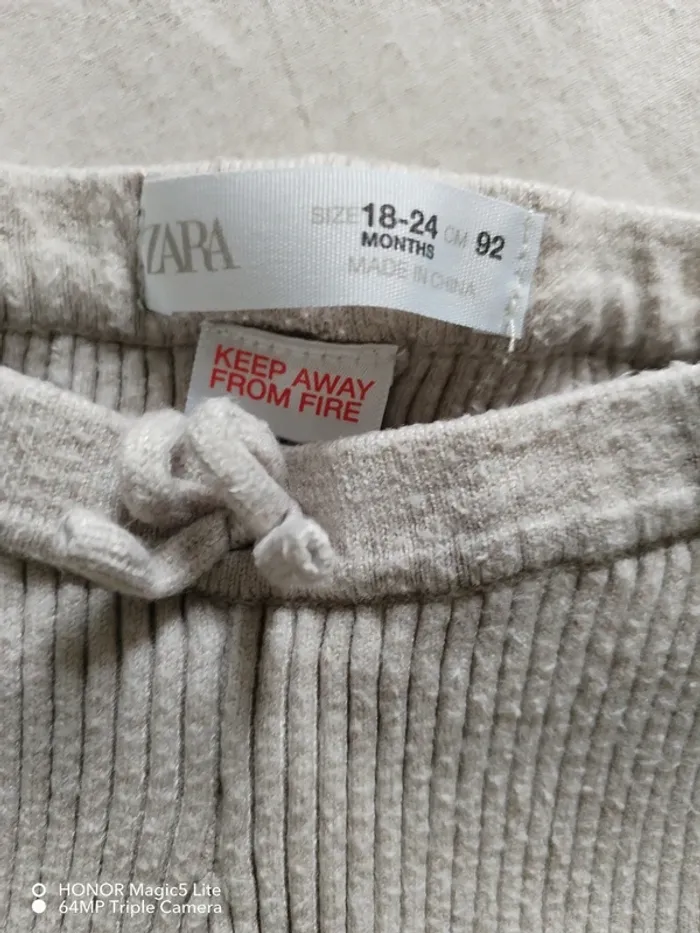 ZARA
SIZE 18-24 CM 92
MONTHS
MADE IN CHINA
KEEP AWAY
FROM FIRE
HONOR Magic5 Lite
64MP Triple Camera